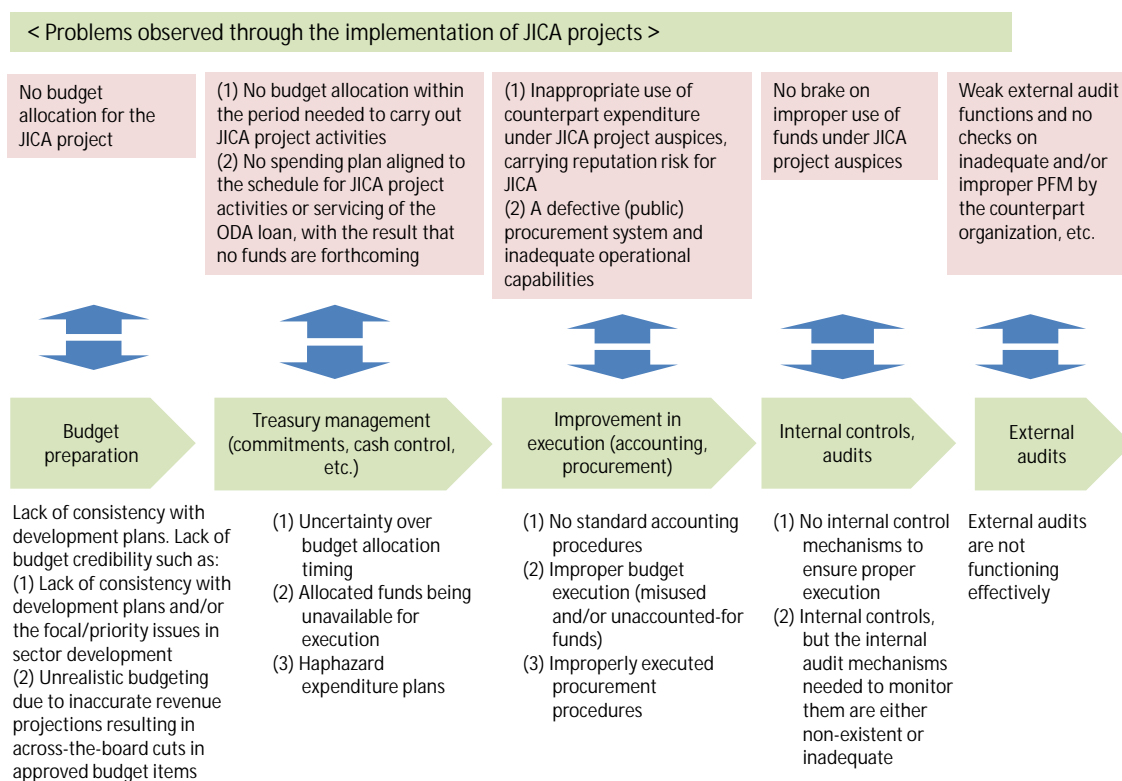 < Problems observed through the implementation of JICA projects >
No budget
allocation for the
JICA project
(1) No budget allocation within
the period needed to carry out
JICA project activities
(2) No spending plan aligned to
the schedule for JICA project
activities or servicing of the
ODA loan, with the result that
no funds are forthcoming
(1) Inappropriate use of
counterpart expenditure
under JICA project auspices,
carrying reputation risk for
JICA
(2) A defective (public)
procurement system and
inadequate operational
capabilities
No brake on
improper use of
funds under JICA
project auspices
Weak external audit
functions and no
checks on
inadequate and/or
improper PFM by
the counterpart
organization, etc.
Budget
preparation
Treasury management
(commitments, cash control,
etc.)
Improvement in
execution (accounting,
procurement)
Internal controls,
audits
External
audits
Lack of consistency with
development plans. Lack of
budget credibility such as:
(1) Lack of consistency with
development plans and/or
the focal/priority issues in
sector development
(2) Unrealistic budgeting
due to inaccurate revenue
projections resulting in
across-the-board cuts in
approved budget items
(1) Uncertainty over
budget allocation
timing
(2) Allocated funds being
unavailable for
execution
(3) Haphazard
expenditure plans
(1) No standard accounting
procedures
(2) Improper budget
execution (misused
and/or unaccounted-for
funds)
(3) Improperly executed
procurement
procedures
(1) No internal control
mechanisms to
ensure proper
execution
(2) Internal controls,
but the internal
audit mechanisms
needed to monitor
them are either
non-existent or
inadequate
External audits
are not
functioning
effectively